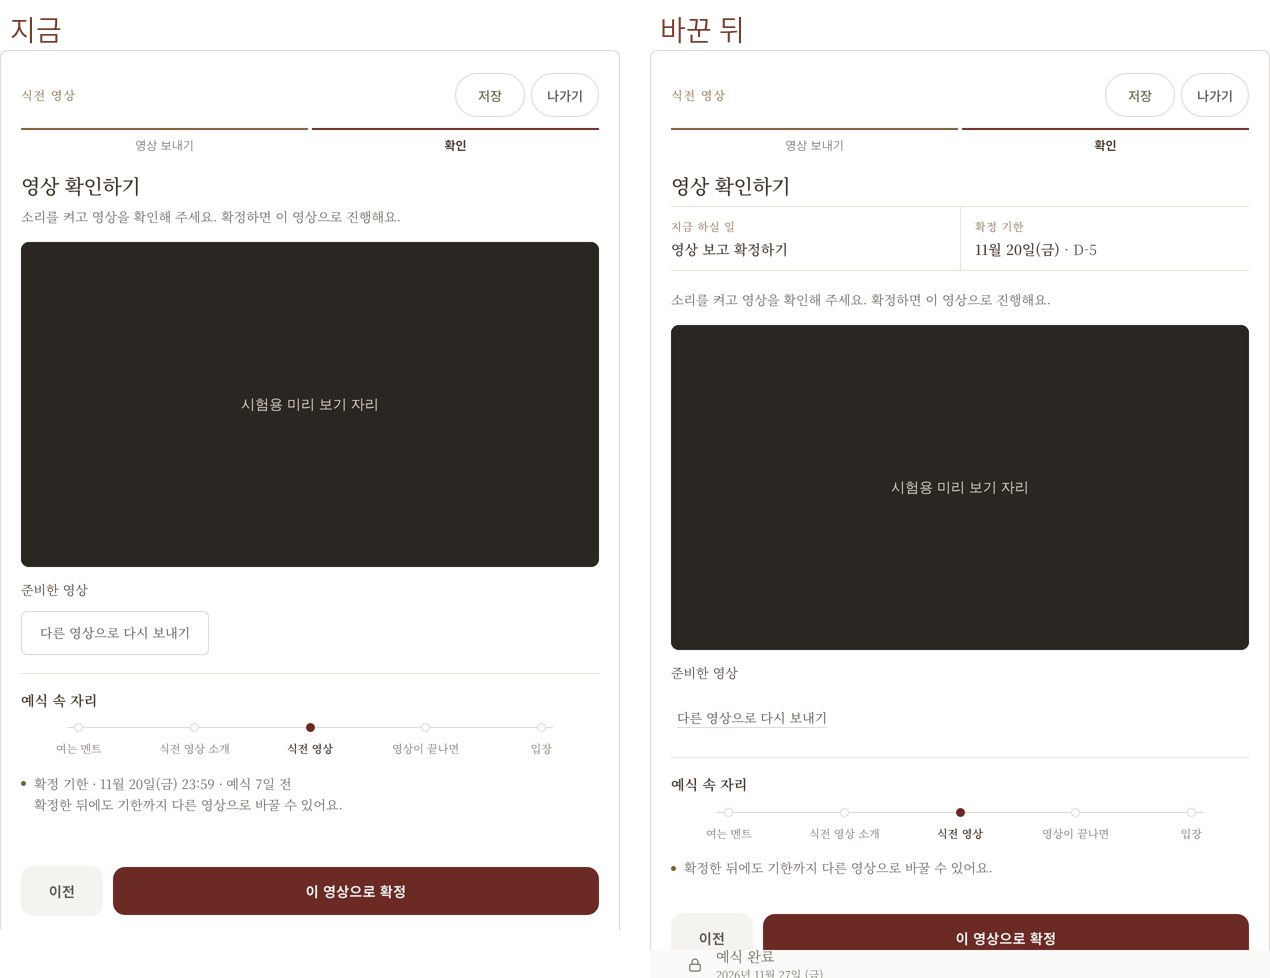 지금
식전 영상
저장
나가기
영상 보내기
확인
영상 확인하기
소리를 켜고 영상을 확인해 주세요. 확정하면 이 영상으로 진행해요.
시험용 미리 보기 자리
준비한 영상
다른 영상으로 다시 보내기
예식 속 자리
여는 멘트
식전 영상 소개
식전 영상
영상이 끝나면
입장
확정 기한 · 11월 20일(금) 23:59 · 예식 7일 전
확정한 뒤에도 기한까지 다른 영상으로 바꿀 수 있어요.
이전
이 영상으로 확정
바꾼 뒤
식전 영상
저장
나가기
영상 보내기
확인
영상 확인하기
지금 하실 일
영상 보고 확정하기
확정 기한
11월 20일(금) · D-5
소리를 켜고 영상을 확인해 주세요. 확정하면 이 영상으로 진행해요.
시험용 미리 보기 자리
준비한 영상
다른 영상으로 다시 보내기
예식 속 자리
여는 멘트
식전 영상 소개
식전 영상
영상이 끝나면
입장
확정한 뒤에도 기한까지 다른 영상으로 바꿀 수 있어요.
이전
이 영상으로 확정
예식 완료
2026년 11월 27일 (금)